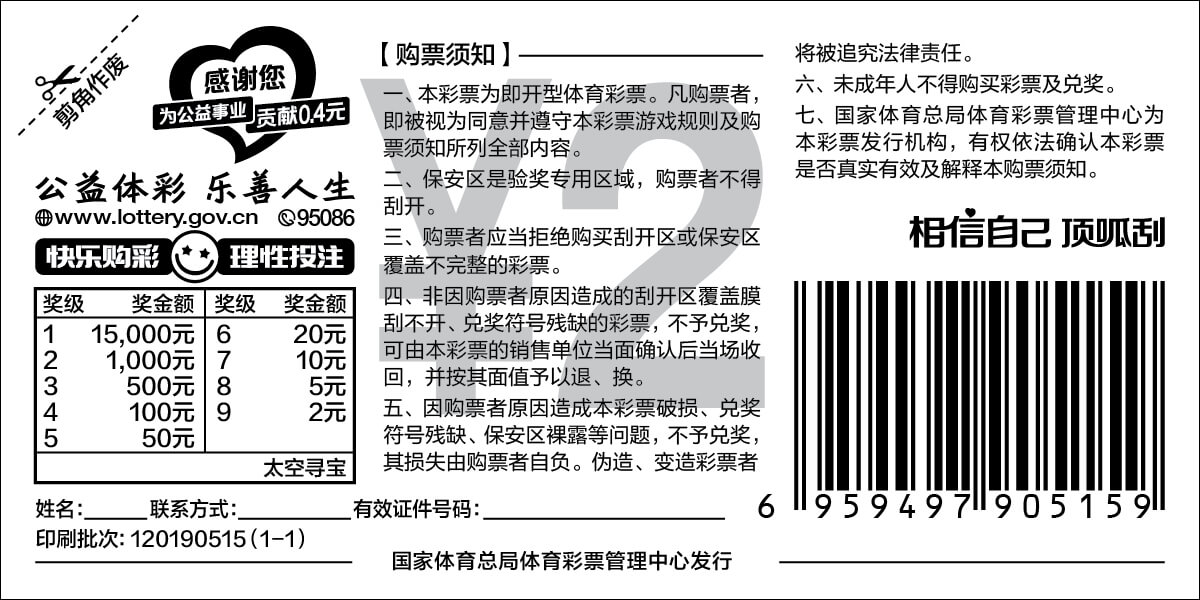 剪角作废
感谢您
为公益事业 贡献0.4元
公益体彩 乐善人生
www.lottery.gov.cn 95086
快乐购彩 理性投注
奖级 奖金额 奖级 奖金额
1 15,000元 6 20元
2 1,000元 7 10元
3 500元 8 5元
4 100元 9 2元
5 50元
太空寻宝
【购票须知】
¥2
一、本彩票为即开型体育彩票。凡购票者，
即被视为同意并遵守本彩票游戏规则及购
票须知所列全部内容。
二、保安区是验奖专用区域，购票者不得
刮开。
三、购票者应当拒绝购买刮开区或保安区
覆盖不完整的彩票。
四、非因购票者原因造成的刮开区覆盖膜
刮不开、兑奖符号残缺的彩票，不予兑奖，
可由本彩票的销售单位当面确认后当场收
回，并按其面值予以退、换。
五、因购票者原因造成本彩票破损、兑奖
符号残缺、保安区裸露等问题，不予兑奖，
其损失由购票者自负。伪造、变造彩票者
将被追究法律责任。
六、未成年人不得购买彩票及兑奖。
七、国家体育总局体育彩票管理中心为
本彩票发行机构，有权依法确认本彩票
是否真实有效及解释本购票须知。
相信自己 顶呱刮
6 959497 905159
姓名:_____联系方式:_________有效证件号码:___________________
印刷批次: 120190515(1-1)
国家体育总局体育彩票管理中心发行